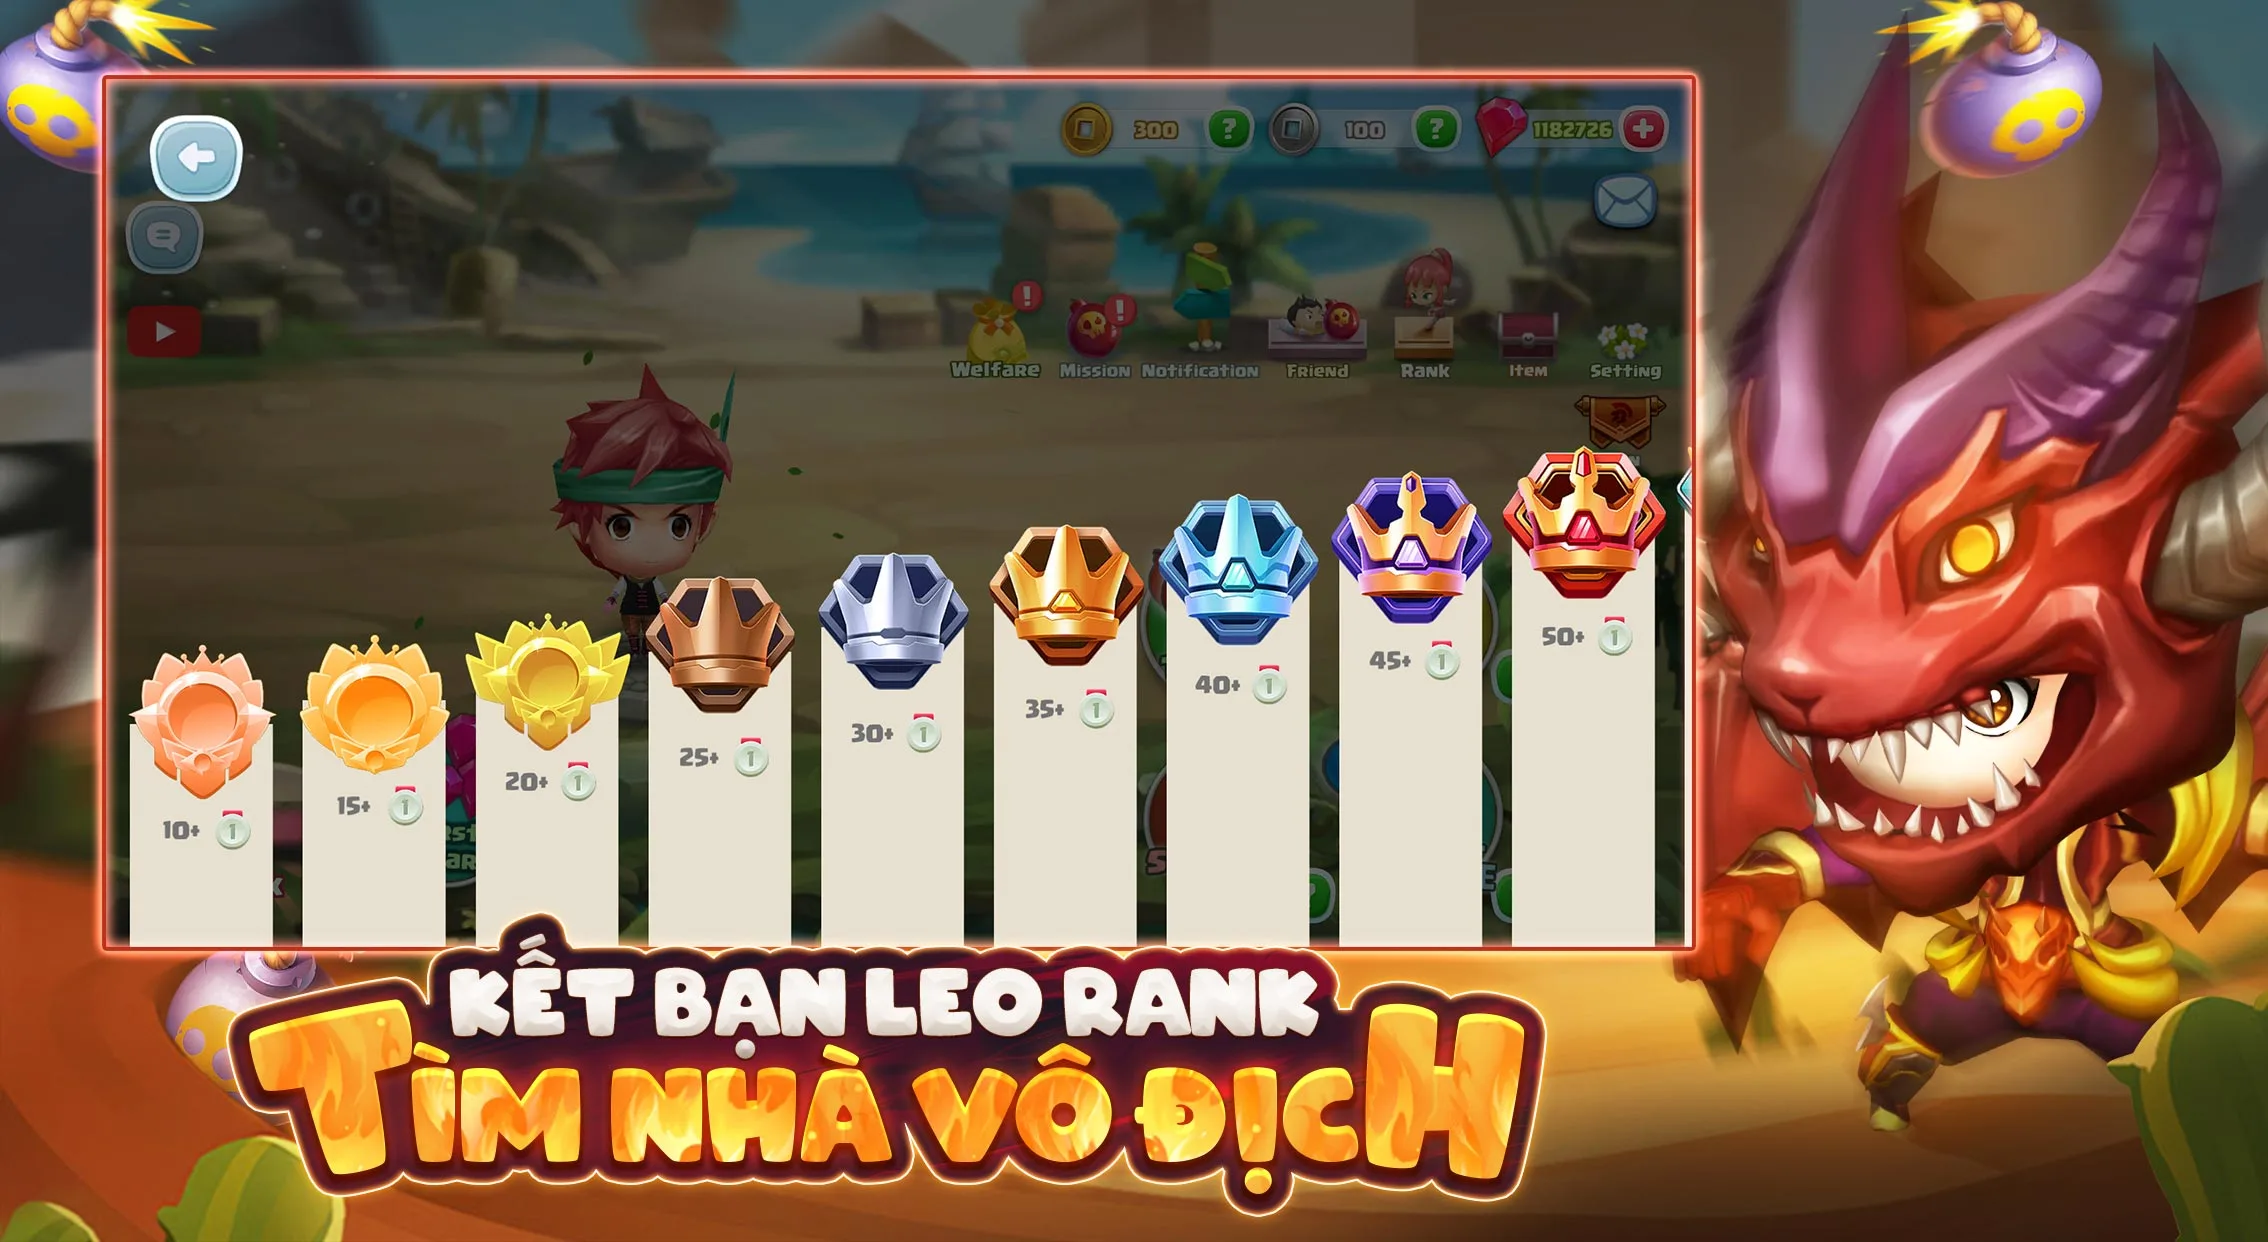 300 ? 100 ? 1182726
Welfare Mission Notification Friend Rank Item Setting
50+ 1
45+ 1
40+ 1
35+ 1
30+ 1
25+ 1
20+ 1
15+ 1
10+ 1
KẾT BẠN LEO RANK
TÌM NHÀ VÔ ĐỊCH